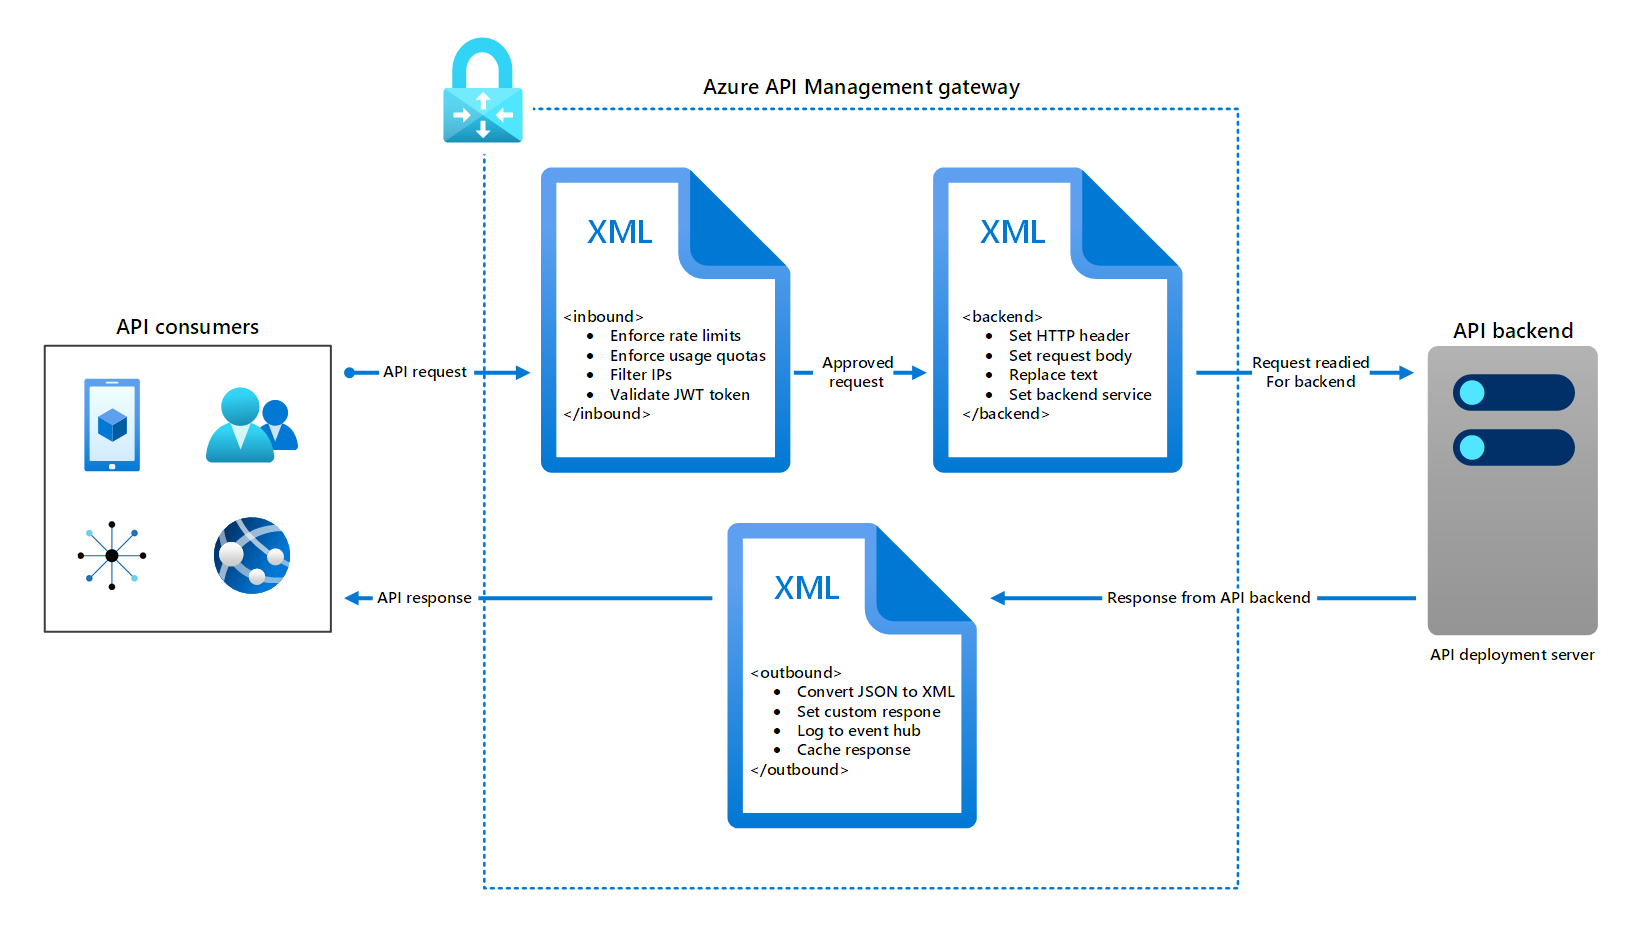 Azure API Management gateway
API consumers
API request
XML
<inbound>
• Enforce rate limits
• Enforce usage quotas
• Filter IPs
• Validate JWT token
</inbound>
Approved
request
XML
<backend>
• Set HTTP header
• Set request body
• Replace text
• Set backend service
</backend>
Request readied
For backend
API backend
API deployment server
Response from API backend
XML
<outbound>
• Convert JSON to XML
• Set custom respone
• Log to event hub
• Cache response
</outbound>
API response